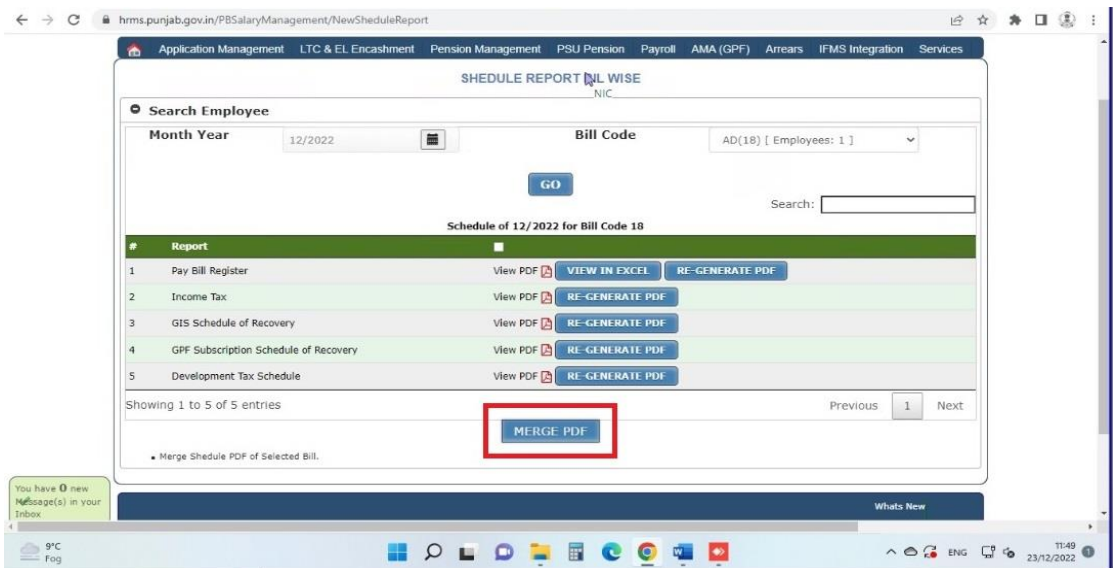 hrms.punjab.gov.in/PBSalaryManagement/NewSheduleReport
Application Management LTC & EL Encashment Pension Management PSU Pension Payroll AMA (GPF) Arrears IFMS Integration Services
SHEDULE REPORT WISE
NIC
Search Employee
Month Year 12/2022 Bill Code AD(18) [ Employees: 1 ]
GO
Search:
Schedule of 12/2022 for Bill Code 18
# Report
1 Pay Bill Register View PDF VIEW IN EXCEL RE-GENERATE PDF
2 Income Tax View PDF RE-GENERATE PDF
3 GIS Schedule of Recovery View PDF RE-GENERATE PDF
4 GPF Subscription Schedule of Recovery View PDF RE-GENERATE PDF
5 Development Tax Schedule View PDF RE-GENERATE PDF
Showing 1 to 5 of 5 entries Previous 1 Next
MERGE PDF
• Merge Shedule PDF of Selected Bill.
You have 0 new
Message(s) in your
Inbox
Whats New
9°C
Fog
ENG
11:49
23/12/2022
1